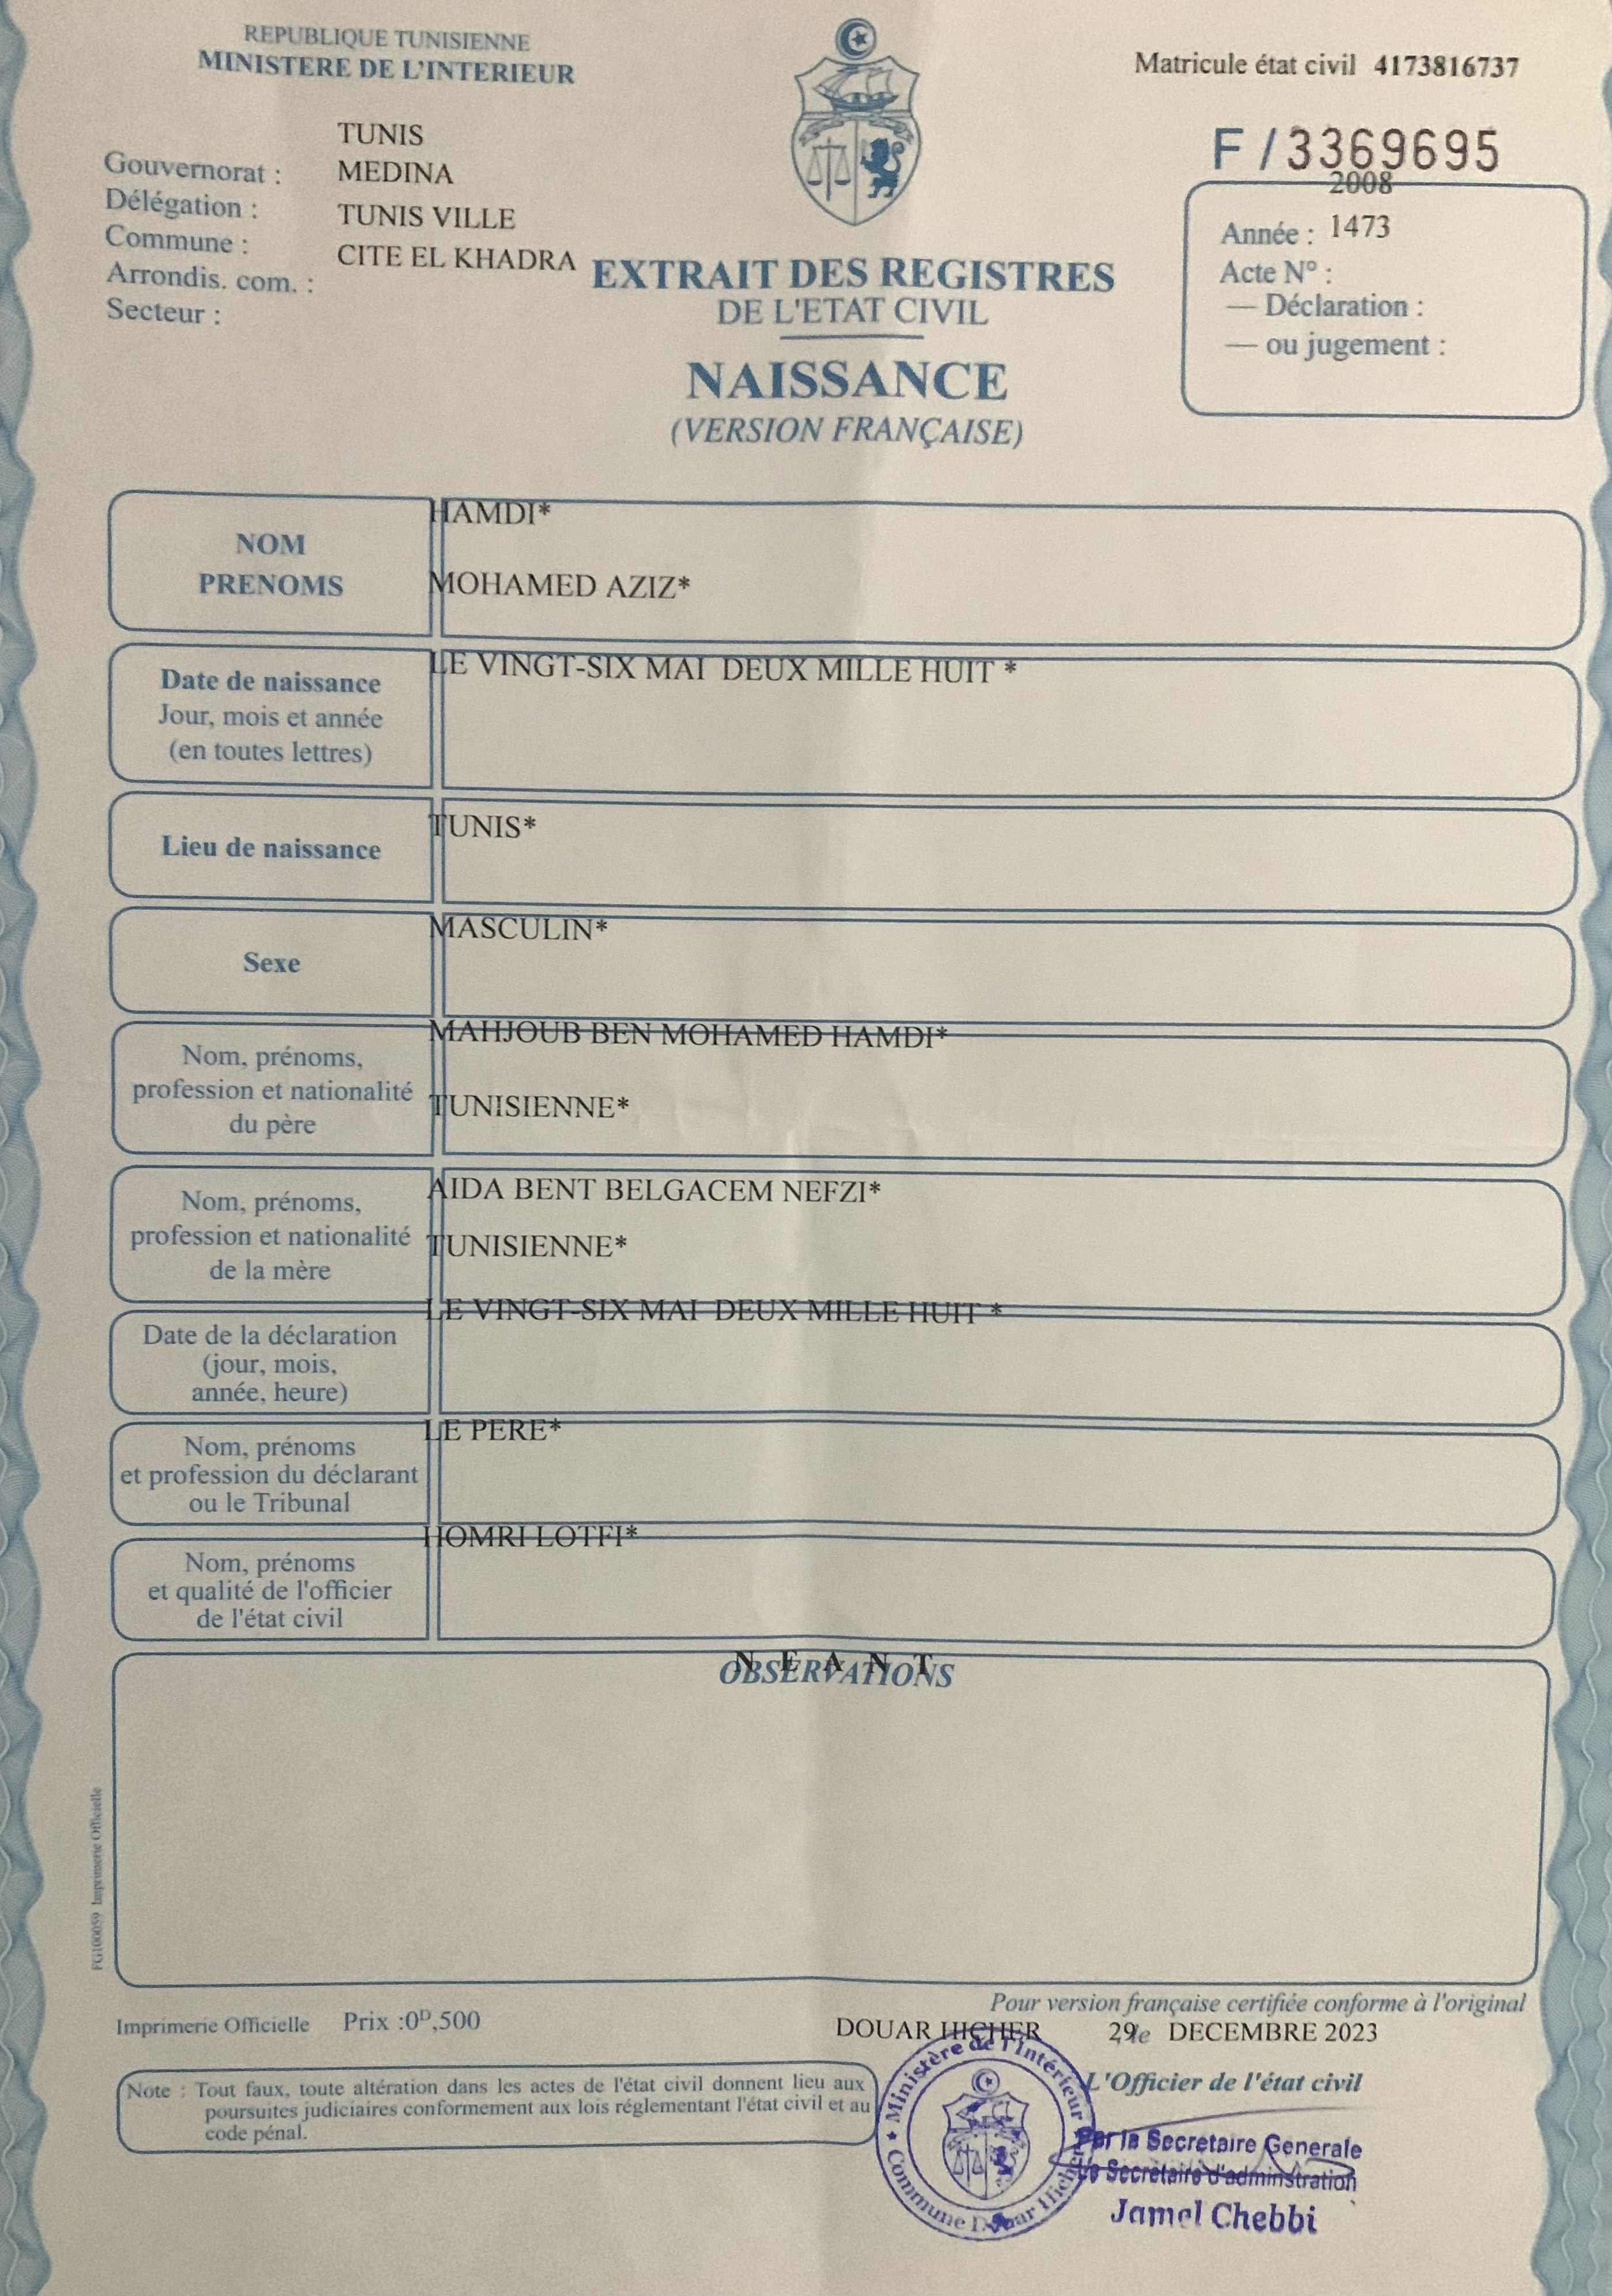 REPUBLIQUE TUNISIENNE
MINISTERE DE L'INTERIEUR
Matricule état civil 4173816737
F / 3369695
TUNIS
Gouvernorat : MEDINA
Délégation : TUNIS VILLE
Commune : CITE EL KHADRA
Arrondis. com. :
Secteur :
2008
Année : 1473
Acte N° :
— Déclaration :
— ou jugement :
EXTRAIT DES REGISTRES
DE L'ETAT CIVIL
NAISSANCE
(VERSION FRANÇAISE)
NOM
PRENOMS
HAMDI*
MOHAMED AZIZ*
Date de naissance
Jour, mois et année
(en toutes lettres)
LE VINGT-SIX MAI DEUX MILLE HUIT *
Lieu de naissance
TUNIS*
Sexe
MASCULIN*
Nom, prénoms,
profession et nationalité
du père
MAHJOUB BEN MOHAMED HAMDI*
TUNISIENNE*
Nom, prénoms,
profession et nationalité
de la mère
AIDA BENT BELGACEM NEFZI*
TUNISIENNE*
Date de la déclaration
(jour, mois,
année, heure)
LE VINGT-SIX MAI DEUX MILLE HUIT *
Nom, prénoms
et profession du déclarant
ou le Tribunal
LE PERE*
Nom, prénoms
et qualité de l'officier
de l'état civil
HOMRI LOTFI*
N E A N T
OBSERVATIONS
FG100059 Imprimerie Officielle
Imprimerie Officielle Prix :0D,500
Pour version française certifiée conforme à l'original
DOUAR HICHER 29 le DECEMBRE 2023
L'Officier de l'état civil
Note : Tout faux, toute altération dans les actes de l'état civil donnent lieu aux
poursuites judiciaires conformement aux lois réglementant l'état civil et au
code pénal.
Ministère de l'Intérieur
Commune Douar Hicher
Par la Secretaire Generale
Le Secrétaire d'adminstration
Jamel Chebbi